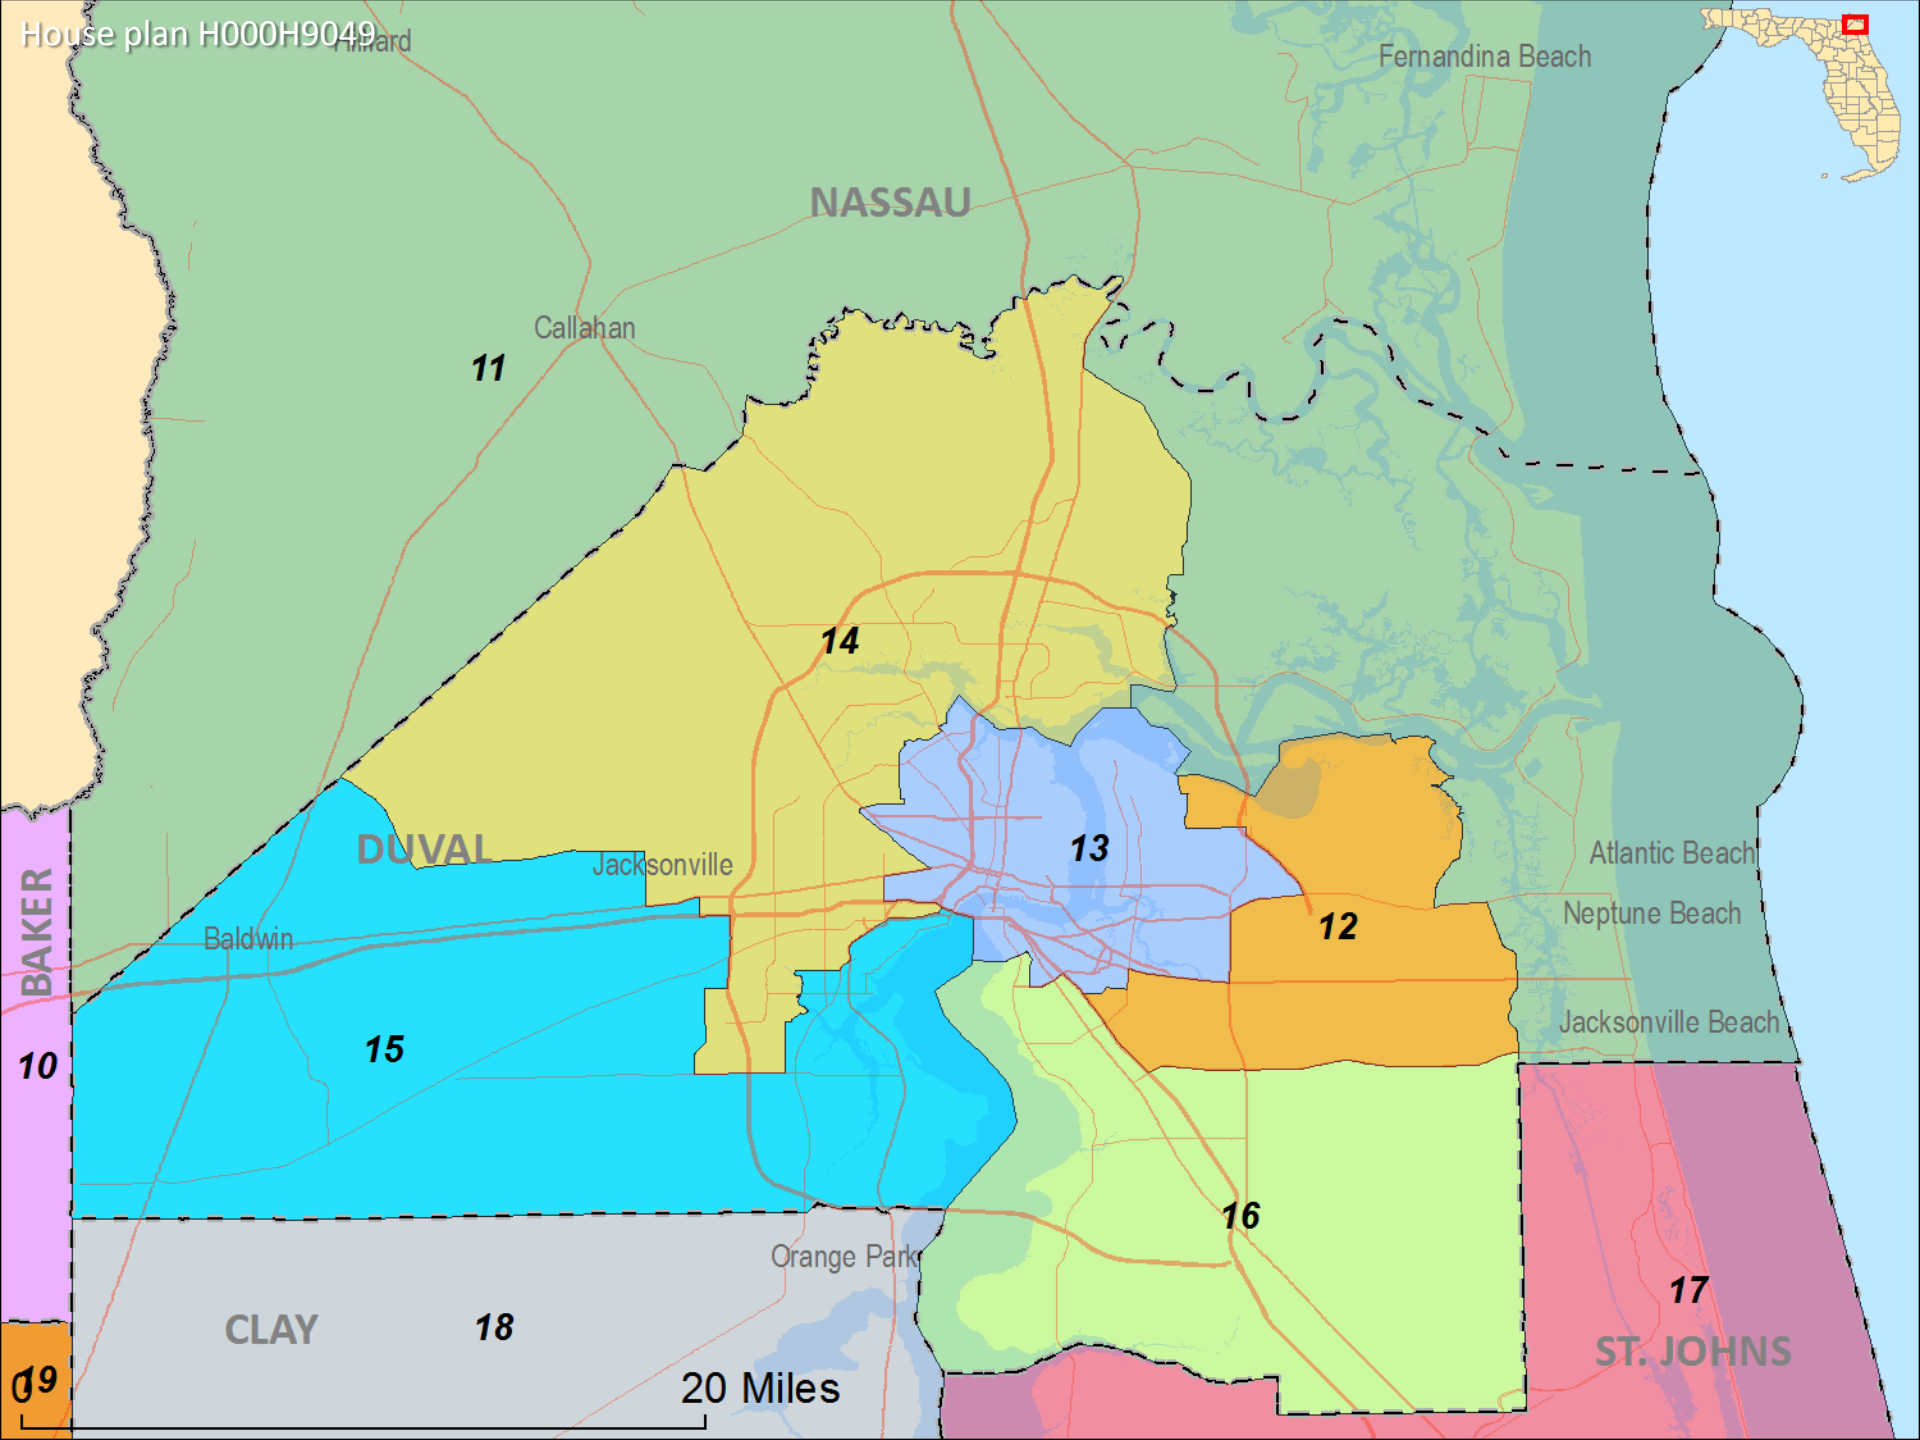 House plan H000H9049
Hilliard
Fernandina Beach
NASSAU
Callahan
11
14
DUVAL
Jacksonville
13
Atlantic Beach
BAKER
Baldwin
12
Neptune Beach
15
10
Jacksonville Beach
16
Orange Park
17
CLAY
18
ST. JOHNS
19
0
20 Miles